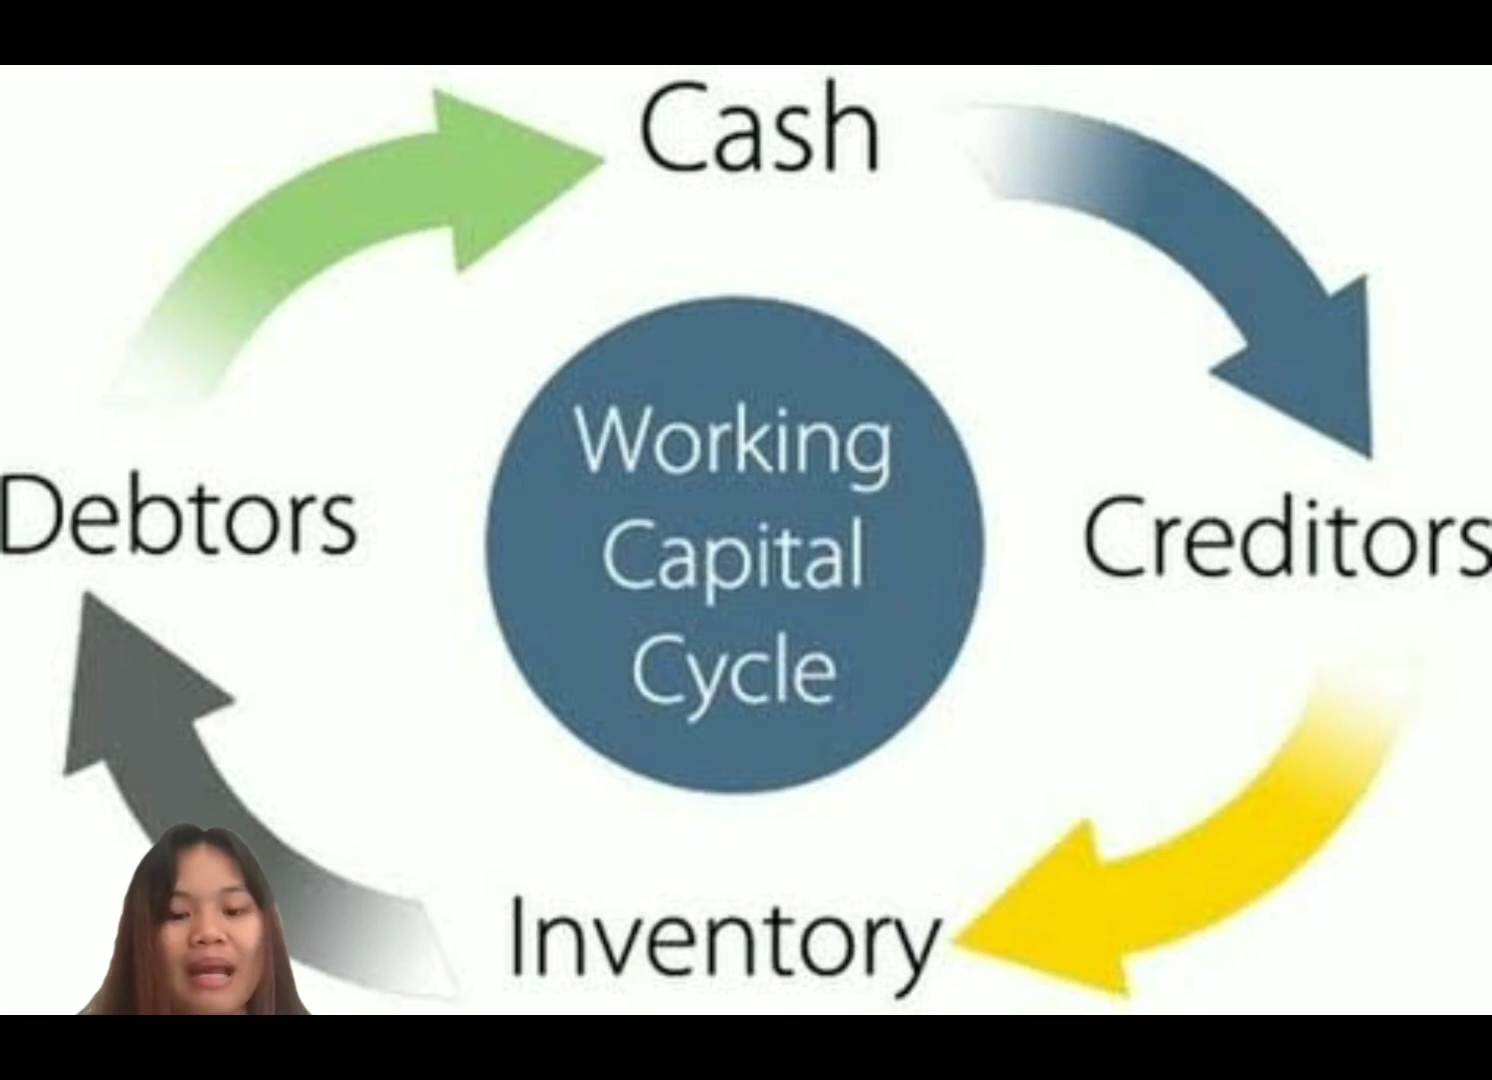 Cash
Debtors
Working
Capital
Cycle
Creditors
Inventory